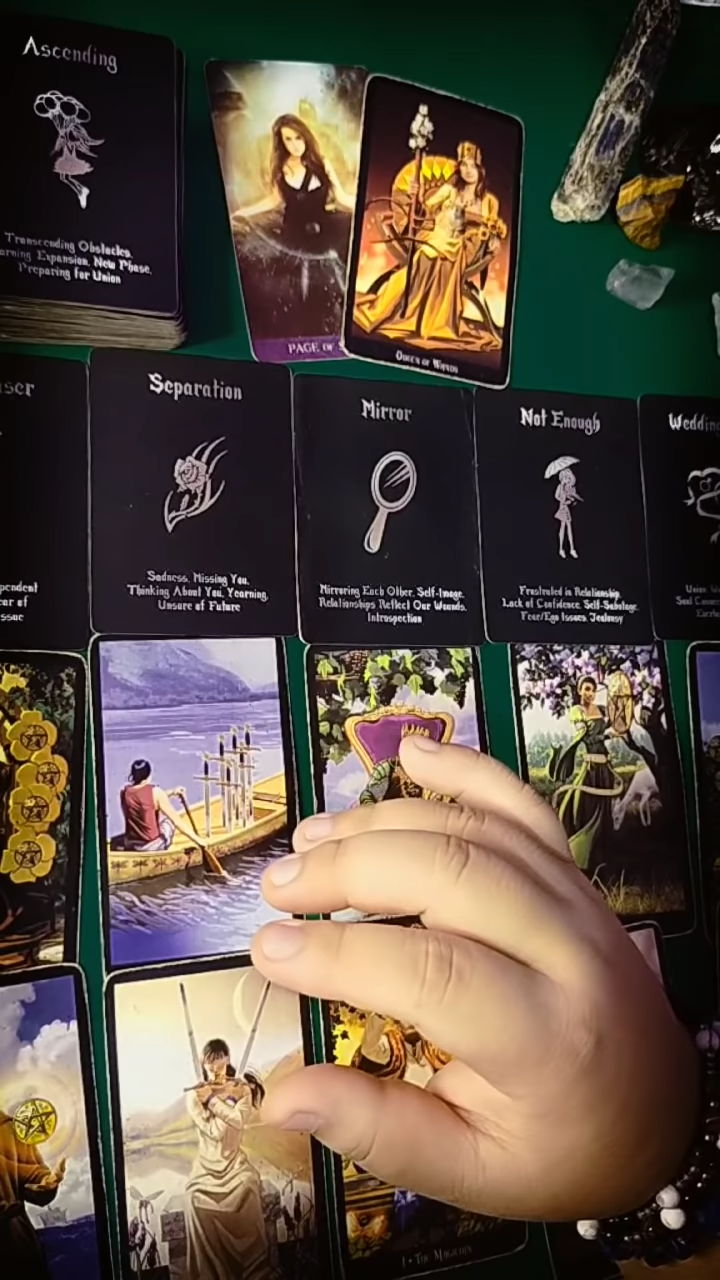 Ascending
Transcending Obstacles,
Expansion, New Phase,
Preparing for Union
PAGE OF
QUEEN OF WANDS
Separation
Sadness, Missing You,
Thinking About You, Yearning,
Unsure of Future
Mirror
Mirroring Each Other, Self-Image,
Relationships Reflect Our Wounds,
Introspection
Not Enough
Frustrated in Relationship,
Lack of Confidence, Self-Sabotage,
Fear/Ego Issues, Jealousy
I • THE MAGICIAN